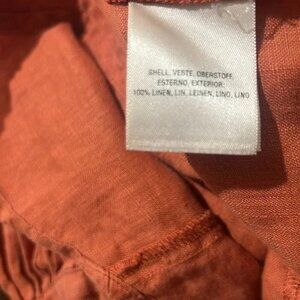 SHELL, VESTE, OBERSTOFF,
ESTERNO, EXTERIOR:
100% LINEN, LIN, LEINEN, LINO, LINO